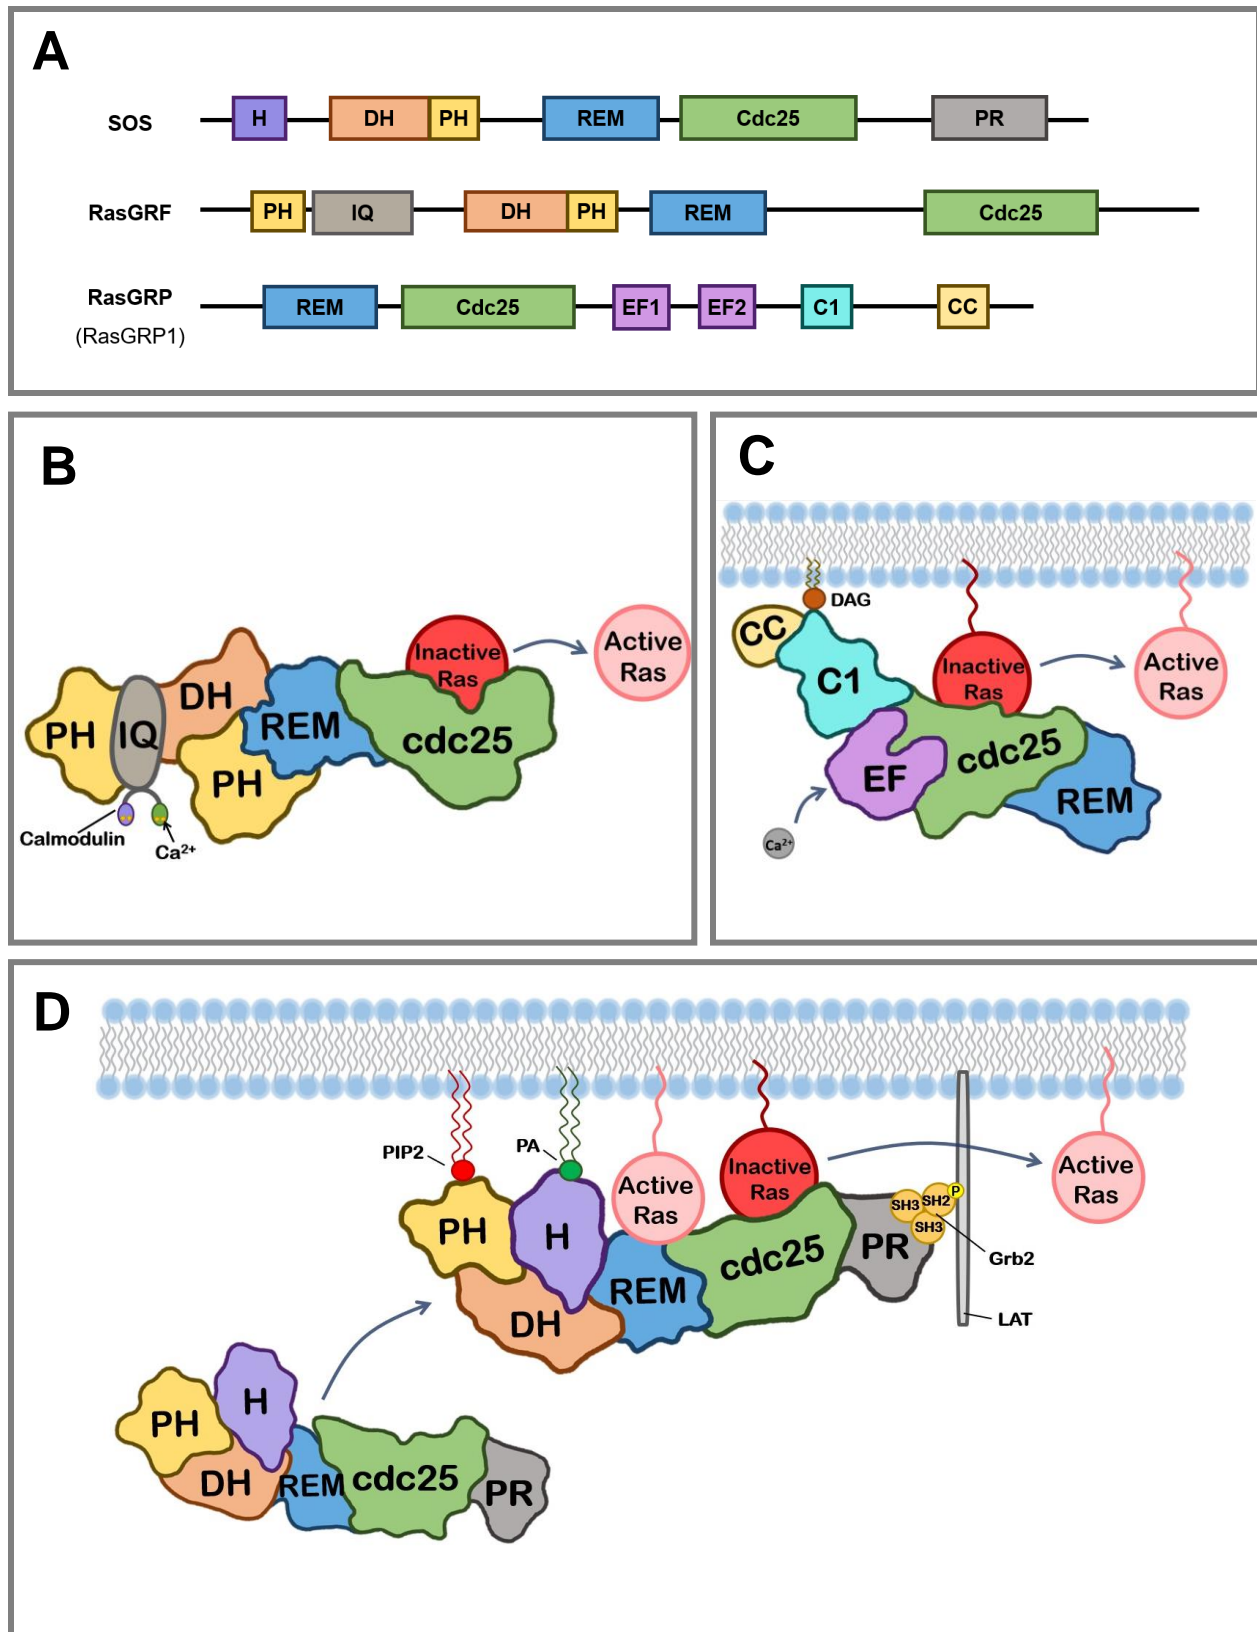 A
SOS
H
DH
PH
REM
Cdc25
PR
RasGRF
PH
IQ
DH
PH
REM
Cdc25
RasGRP
(RasGRP1)
REM
Cdc25
EF1
EF2
C1
CC
B
PH
IQ
DH
PH
REM
cdc25
Inactive
Ras
Active
Ras
Calmodulin
Ca²⁺
C
DAG
CC
C1
EF
cdc25
REM
Inactive
Ras
Active
Ras
Ca²⁺
D
PIP2
PA
PH
H
DH
REM
Active
Ras
Inactive
Ras
cdc25
PR
SH3
SH2
P
SH3
Grb2
LAT
Active
Ras
PH
H
DH
REM
cdc25
PR